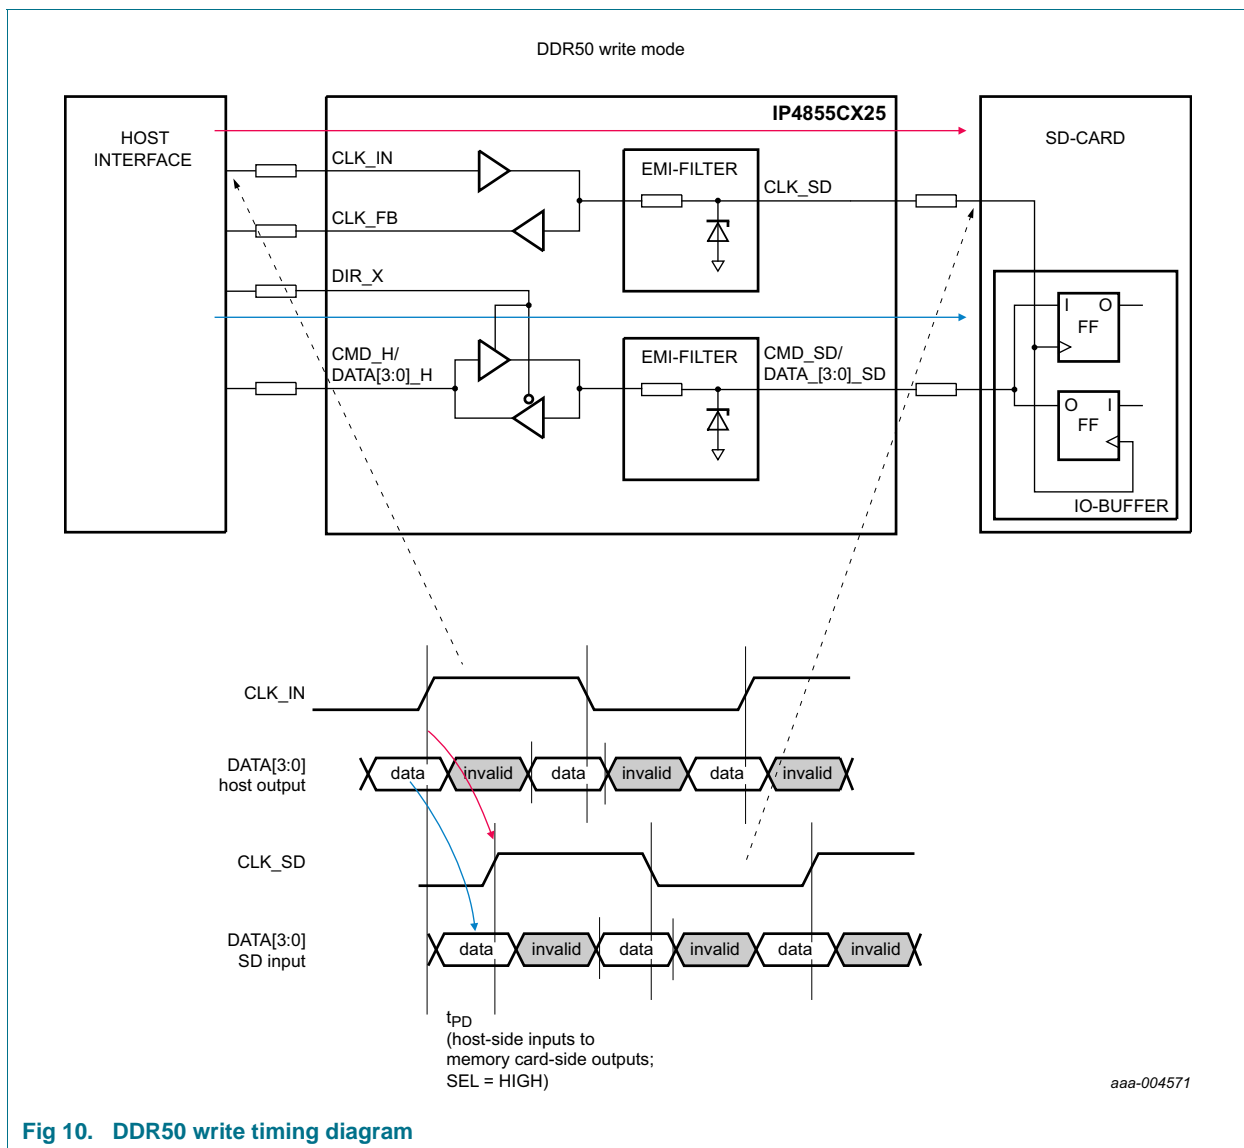 DDR50 write mode
IP4855CX25
HOST
INTERFACE
SD-CARD
CLK_IN
EMI-FILTER
CLK_SD
CLK_FB
DIR_X
I O
FF
CMD_H/
DATA[3:0]_H
EMI-FILTER
CMD_SD/
DATA_[3:0]_SD
O I
FF
IO-BUFFER
CLK_IN
DATA[3:0]
host output
data invalid data invalid data invalid
CLK_SD
DATA[3:0]
SD input
data invalid data invalid data invalid
tPD
(host-side inputs to
memory card-side outputs;
SEL = HIGH)
aaa-004571
Fig 10. DDR50 write timing diagram